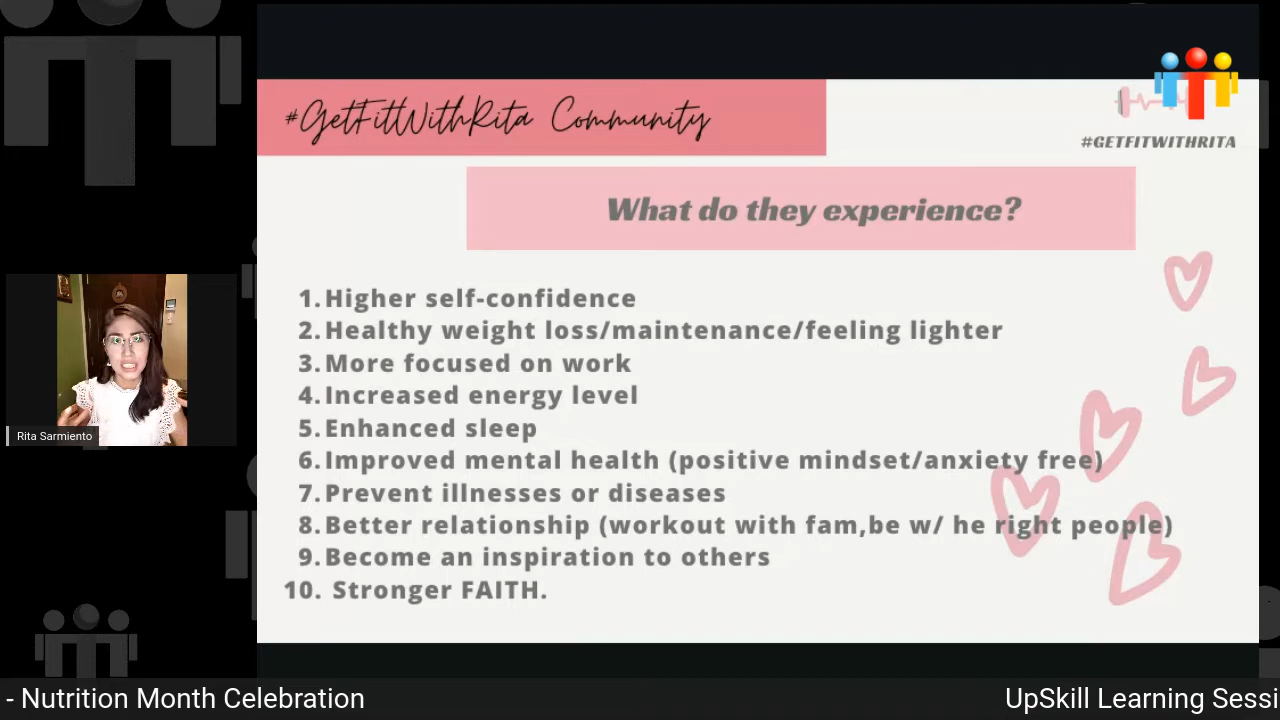 #GetFitWithRita Community
#GETFITWITHRITA
What do they experience?
1. Higher self-confidence
2. Healthy weight loss/maintenance/feeling lighter
3. More focused on work
4. Increased energy level
5. Enhanced sleep
6. Improved mental health (positive mindset/anxiety free)
7. Prevent illnesses or diseases
8. Better relationship (workout with fam,be w/ he right people)
9. Become an inspiration to others
10. Stronger FAITH.
Rita Sarmiento
- Nutrition Month Celebration
UpSkill Learning Sessi